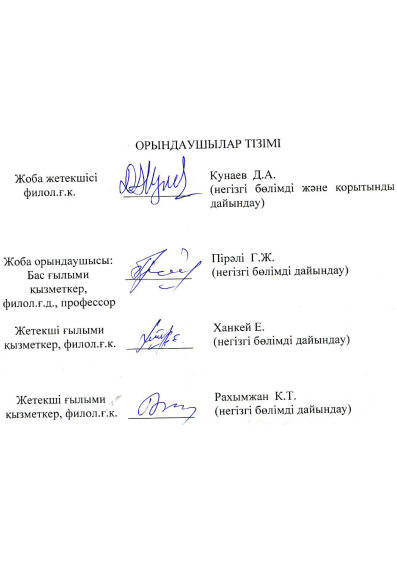 ОРЫНДАУШЫЛАР ТІЗІМІ
Жоба жетекшісі
филол.ғ.к.
Кунаев Д.А.
(негізгі бөлімді және корытынды
дайындау)
Жоба орындаушысы:
Бас ғылыми
қызметкер,
филол.ғ.д., профессор
Пірәлі Г.Ж.
(негізгі бөлімді дайындау)
Жетекші ғылыми
қызметкер, филол.ғ.к.
Ханкей Е.
(негізгі бөлімді дайындау)
Жетекші ғылыми
қызметкер, филол.ғ.к.
Рахымжан К.Т.
(негізгі бөлімді дайындау)